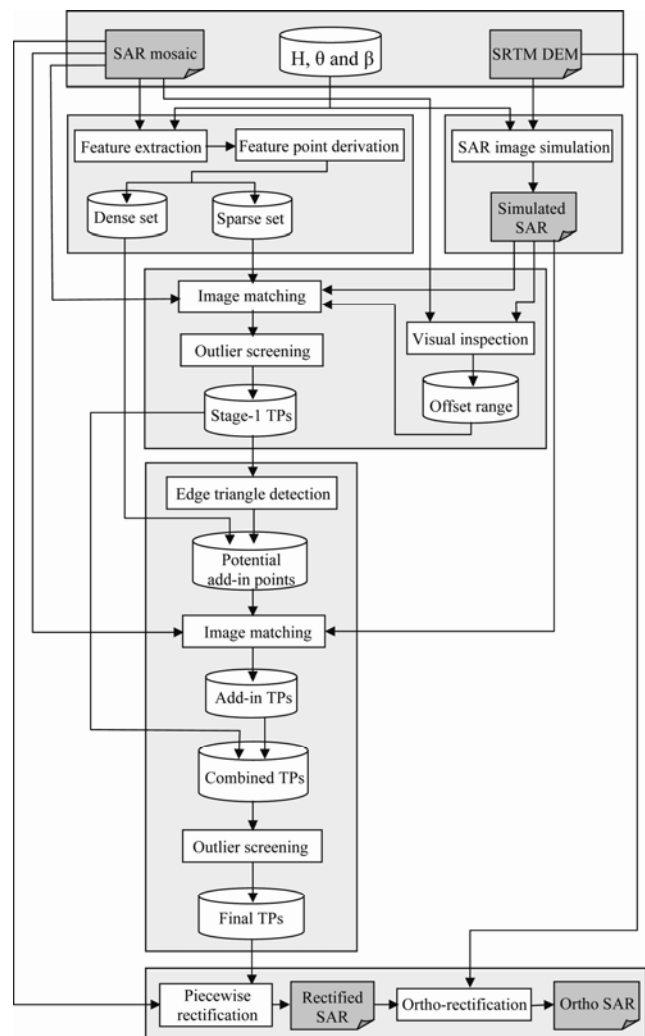 SAR mosaic
H, θ and β
SRTM DEM
Feature extraction
Feature point derivation
SAR image simulation
Dense set
Sparse set
Simulated
SAR
Image matching
Visual inspection
Outlier screening
Offset range
Stage-1 TPs
Edge triangle detection
Potential
add-in points
Image matching
Add-in TPs
Combined TPs
Outlier screening
Final TPs
Piecewise
rectification
Rectified
SAR
Ortho-rectification
Ortho SAR